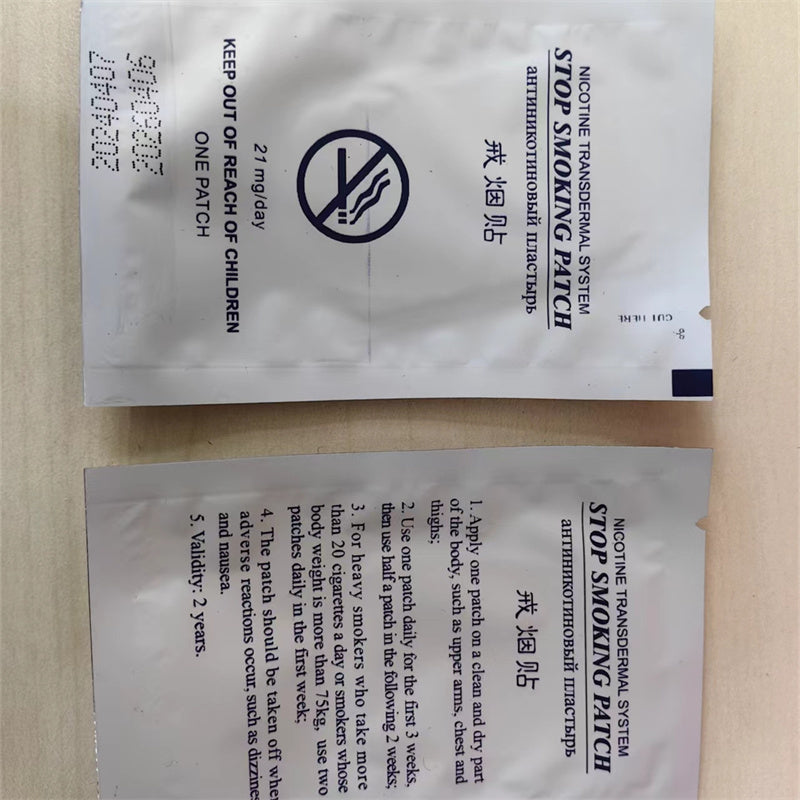 NICOTINE TRANSDERMAL SYSTEM
STOP SMOKING PATCH
антиникотиновый пластырь
戒烟贴
21 mg/day
KEEP OUT OF REACH OF CHILDREN
ONE PATCH
20260406
20240407
CUT HERE
NICOTINE TRANSDERMAL SYSTEM
STOP SMOKING PATCH
антиникотиновый пластырь
戒烟贴
1. Apply one patch on a clean and dry part
of the body, such as upper arms, chest and
thighs;
2. Use one patch daily for the first 3 weeks,
then use half a patch in the following 2 weeks;
3. For heavy smokers who take more
than 20 cigarettes a day or smokers whose
body weight is more than 75kg, use two
patches daily in the first week;
4. The patch should be taken off whe
adverse reactions occur, such as dizzines
and nausea.
5. Validity: 2 years.